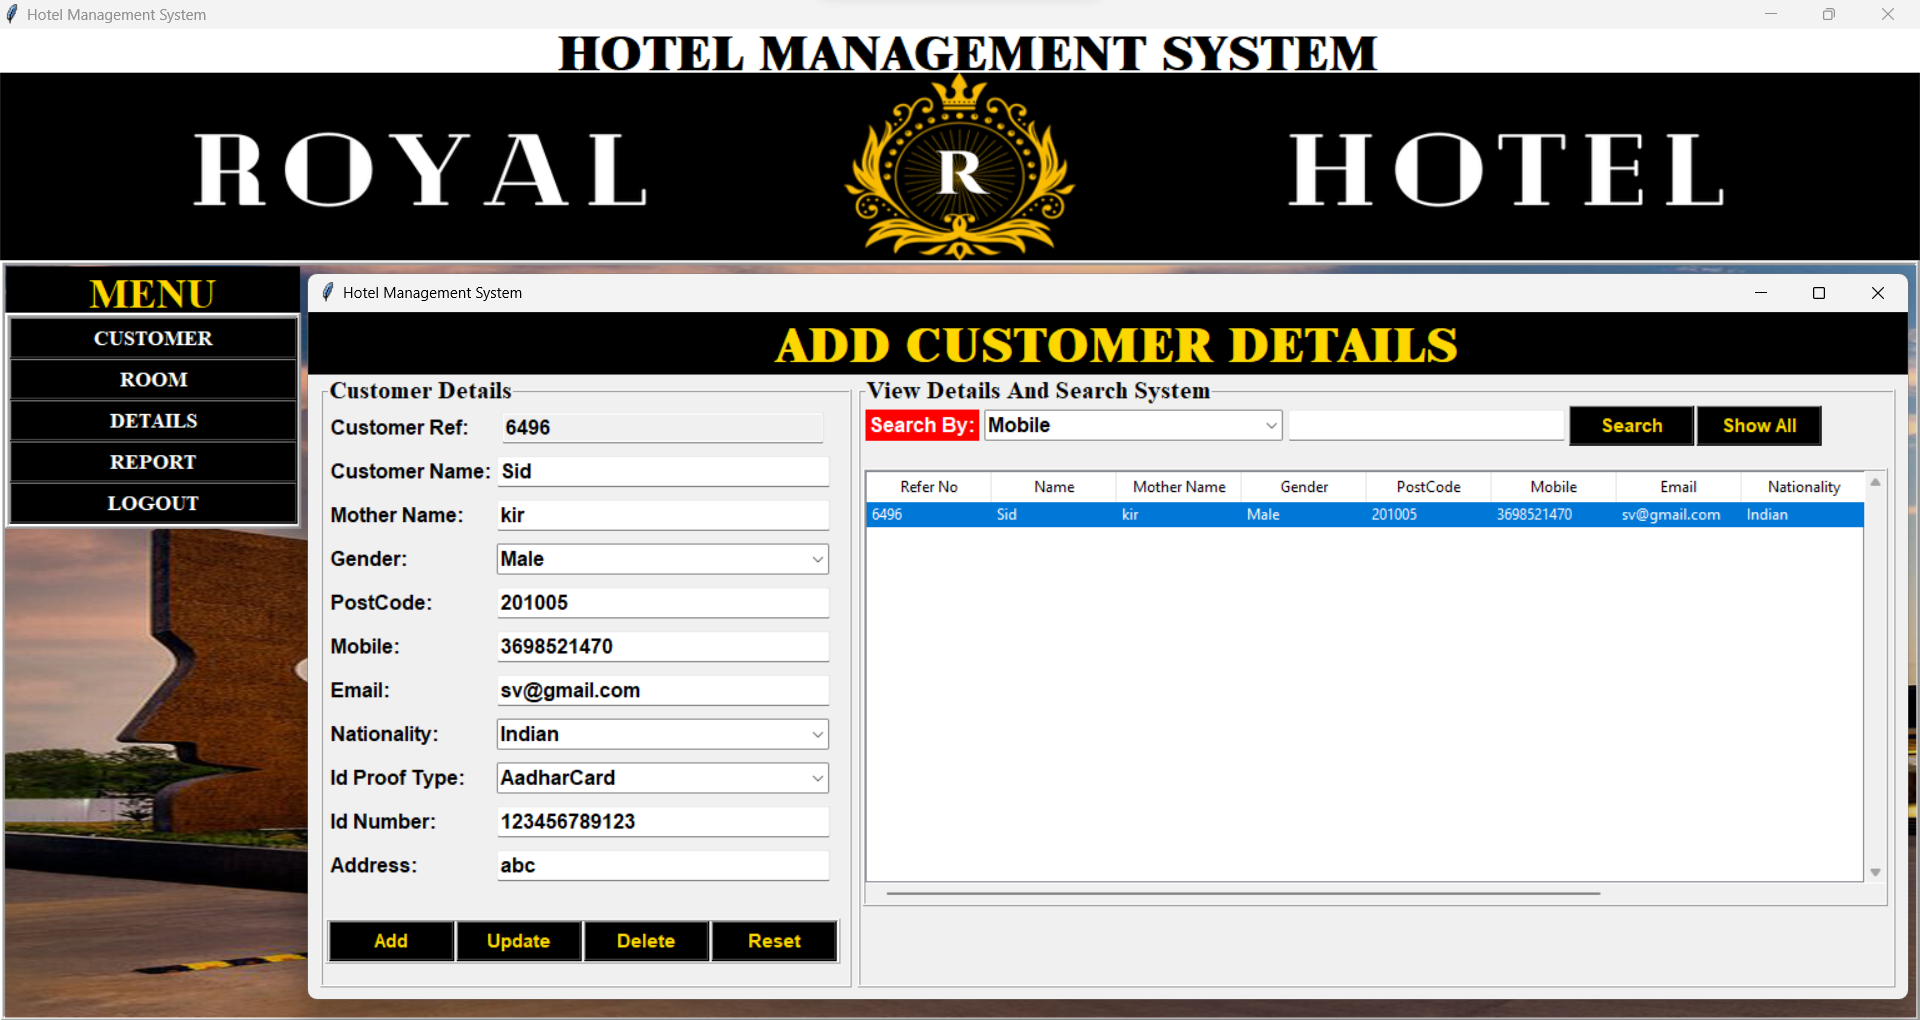 Hotel Management System
HOTEL MANAGEMENT SYSTEM
ROYAL R HOTEL
MENU
CUSTOMER
ROOM
DETAILS
REPORT
LOGOUT
Hotel Management System
ADD CUSTOMER DETAILS
Customer Details
Customer Ref: 6496
Customer Name: Sid
Mother Name: kir
Gender: Male
PostCode: 201005
Mobile: 3698521470
Email: sv@gmail.com
Nationality: Indian
Id Proof Type: AadharCard
Id Number: 123456789123
Address: abc
Add Update Delete Reset
View Details And Search System
Search By: Mobile Search Show All
Refer No Name Mother Name Gender PostCode Mobile Email Nationality
6496 Sid kir Male 201005 3698521470 sv@gmail.com Indian